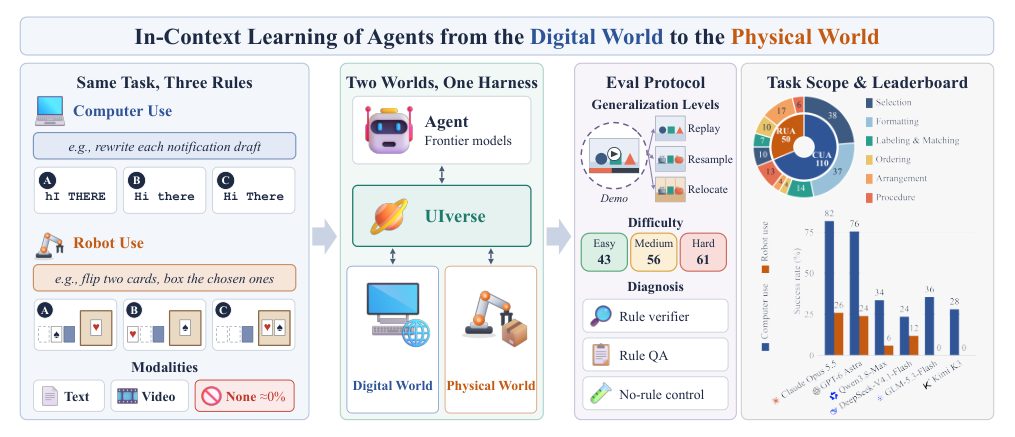 In-Context Learning of Agents from the Digital World to the Physical World
Same Task, Three Rules
Computer Use
e.g., rewrite each notification draft
A
hI THERE
B
Hi there
C
Hi There
Robot Use
e.g., flip two cards, box the chosen ones
A
B
C
Modalities
Text
Video
None ≈0%
Two Worlds, One Harness
Agent
Frontier models
UIverse
Digital World
Physical World
Eval Protocol
Generalization Levels
Replay
Resample
Relocate
Demo
Difficulty
Easy
43
Medium
56
Hard
61
Diagnosis
Rule verifier
Rule QA
No-rule control
Task Scope & Leaderboard
RUA
50
CUA
110
38
37
14
13
10
7
10
17
6
Selection
Formatting
Labeling & Matching
Ordering
Arrangement
Procedure
Computer use
Robot use
Success rate (%)
75
50
25
0
82
26
76
24
34
6
24
12
36
0
28
0
Claude Opus 5.5
GPT-6 Astra
Qwen3.8-Max
DeepSeek-V4.1-Flash
GLM-5.3-Flash
Kimi K3